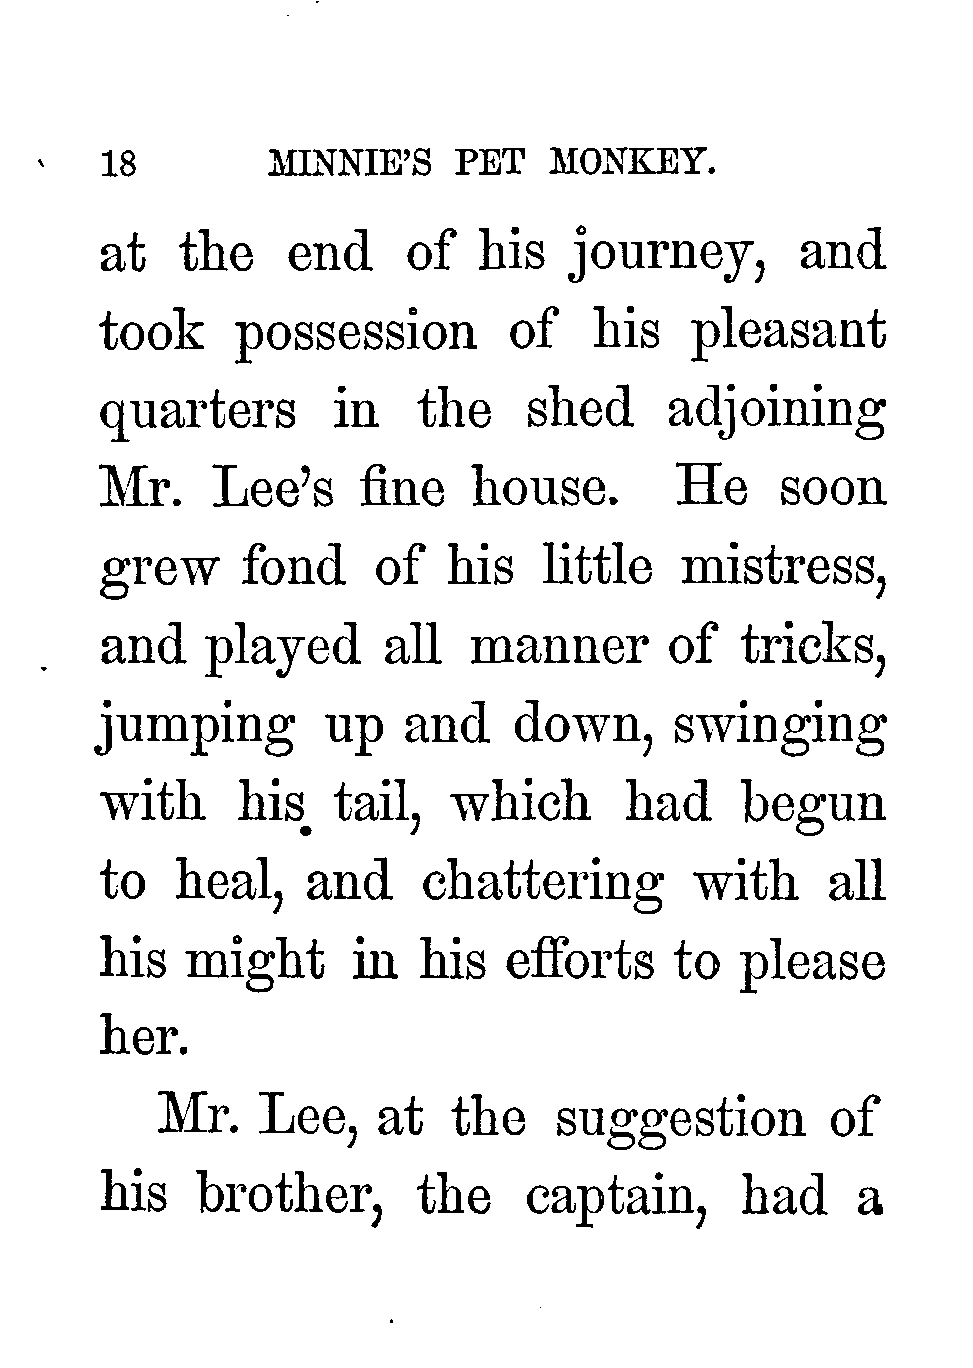 18 MINNIE'S PET MONKEY.
at the end of his journey, and
took possession of his pleasant
quarters in the shed adjoining
Mr. Lee's fine house. He soon
grew fond of his little mistress,
and played all manner of tricks,
jumping up and down, swinging
with his tail, which had begun
to heal, and chattering with all
his might in his efforts to please
her.
Mr. Lee, at the suggestion of
his brother, the captain, had a